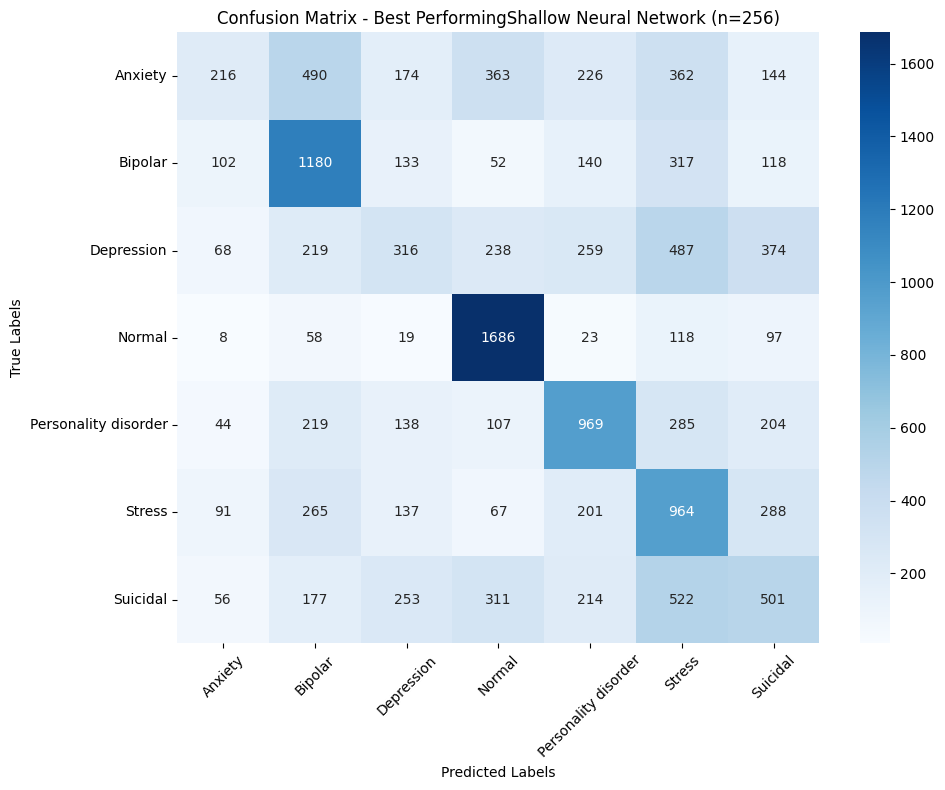 Confusion Matrix - Best PerformingShallow Neural Network (n=256)
True Labels
Anxiety 216 490 174 363 226 362 144
Bipolar 102 1180 133 52 140 317 118
Depression 68 219 316 238 259 487 374
Normal 8 58 19 1686 23 118 97
Personality disorder 44 219 138 107 969 285 204
Stress 91 265 137 67 201 964 288
Suicidal 56 177 253 311 214 522 501
Anxiety Bipolar Depression Normal Personality disorder Stress Suicidal
Predicted Labels
1600
1400
1200
1000
800
600
400
200